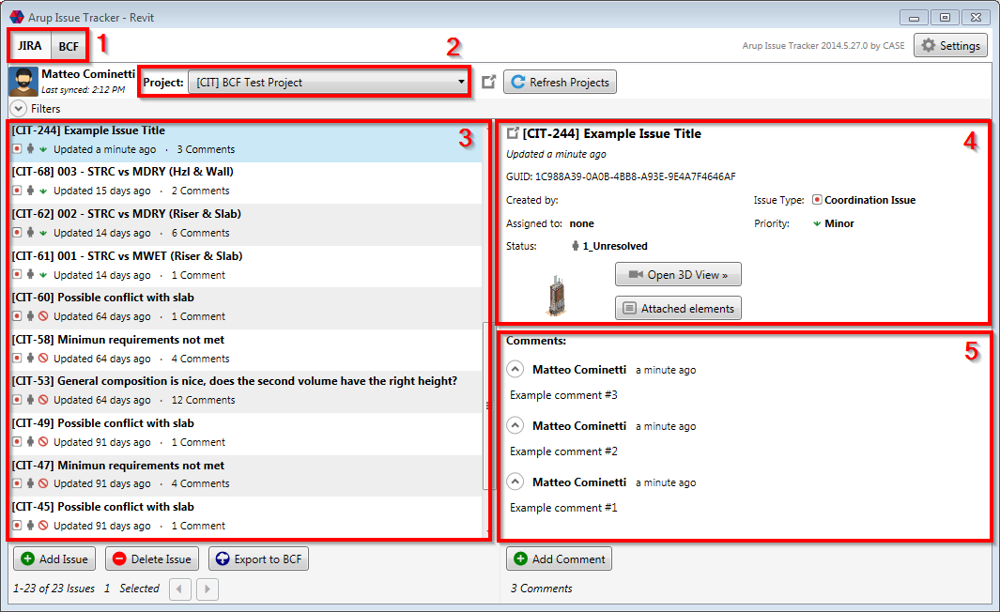 Arup Issue Tracker - Revit
JIRA BCF 1
Arup Issue Tracker 2014.5.27.0 by CASE Settings
Matteo Cominetti
Last synced: 2:12 PM
Project: [CIT] BCF Test Project 2
Refresh Projects
Filters
3
[CIT-244] Example Issue Title
Updated a minute ago · 3 Comments
[CIT-68] 003 - STRC vs MDRY (Hzl & Wall)
Updated 15 days ago · 2 Comments
[CIT-62] 002 - STRC vs MDRY (Riser & Slab)
Updated 14 days ago · 6 Comments
[CIT-61] 001 - STRC vs MWET (Riser & Slab)
Updated 14 days ago · 1 Comment
[CIT-60] Possible conflict with slab
Updated 64 days ago · 1 Comment
[CIT-58] Minimun requirements not met
Updated 64 days ago · 4 Comments
[CIT-53] General composition is nice, does the second volume have the right height?
Updated 64 days ago · 12 Comments
[CIT-49] Possible conflict with slab
Updated 91 days ago · 1 Comment
[CIT-47] Minimun requirements not met
Updated 91 days ago · 4 Comments
[CIT-45] Possible conflict with slab
Updated 91 days ago · 1 Comment
Add Issue Delete Issue Export to BCF
1-23 of 23 Issues 1 Selected
4
[CIT-244] Example Issue Title
Updated a minute ago
GUID: 1C988A39-0A0B-4BB8-A93E-9E4A7F4646AF
Created by: Issue Type: Coordination Issue
Assigned to: none Priority: Minor
Status: 1_Unresolved
Open 3D View »
Attached elements
Comments: 5
Matteo Cominetti a minute ago
Example comment #3
Matteo Cominetti a minute ago
Example comment #2
Matteo Cominetti a minute ago
Example comment #1
Add Comment
3 Comments